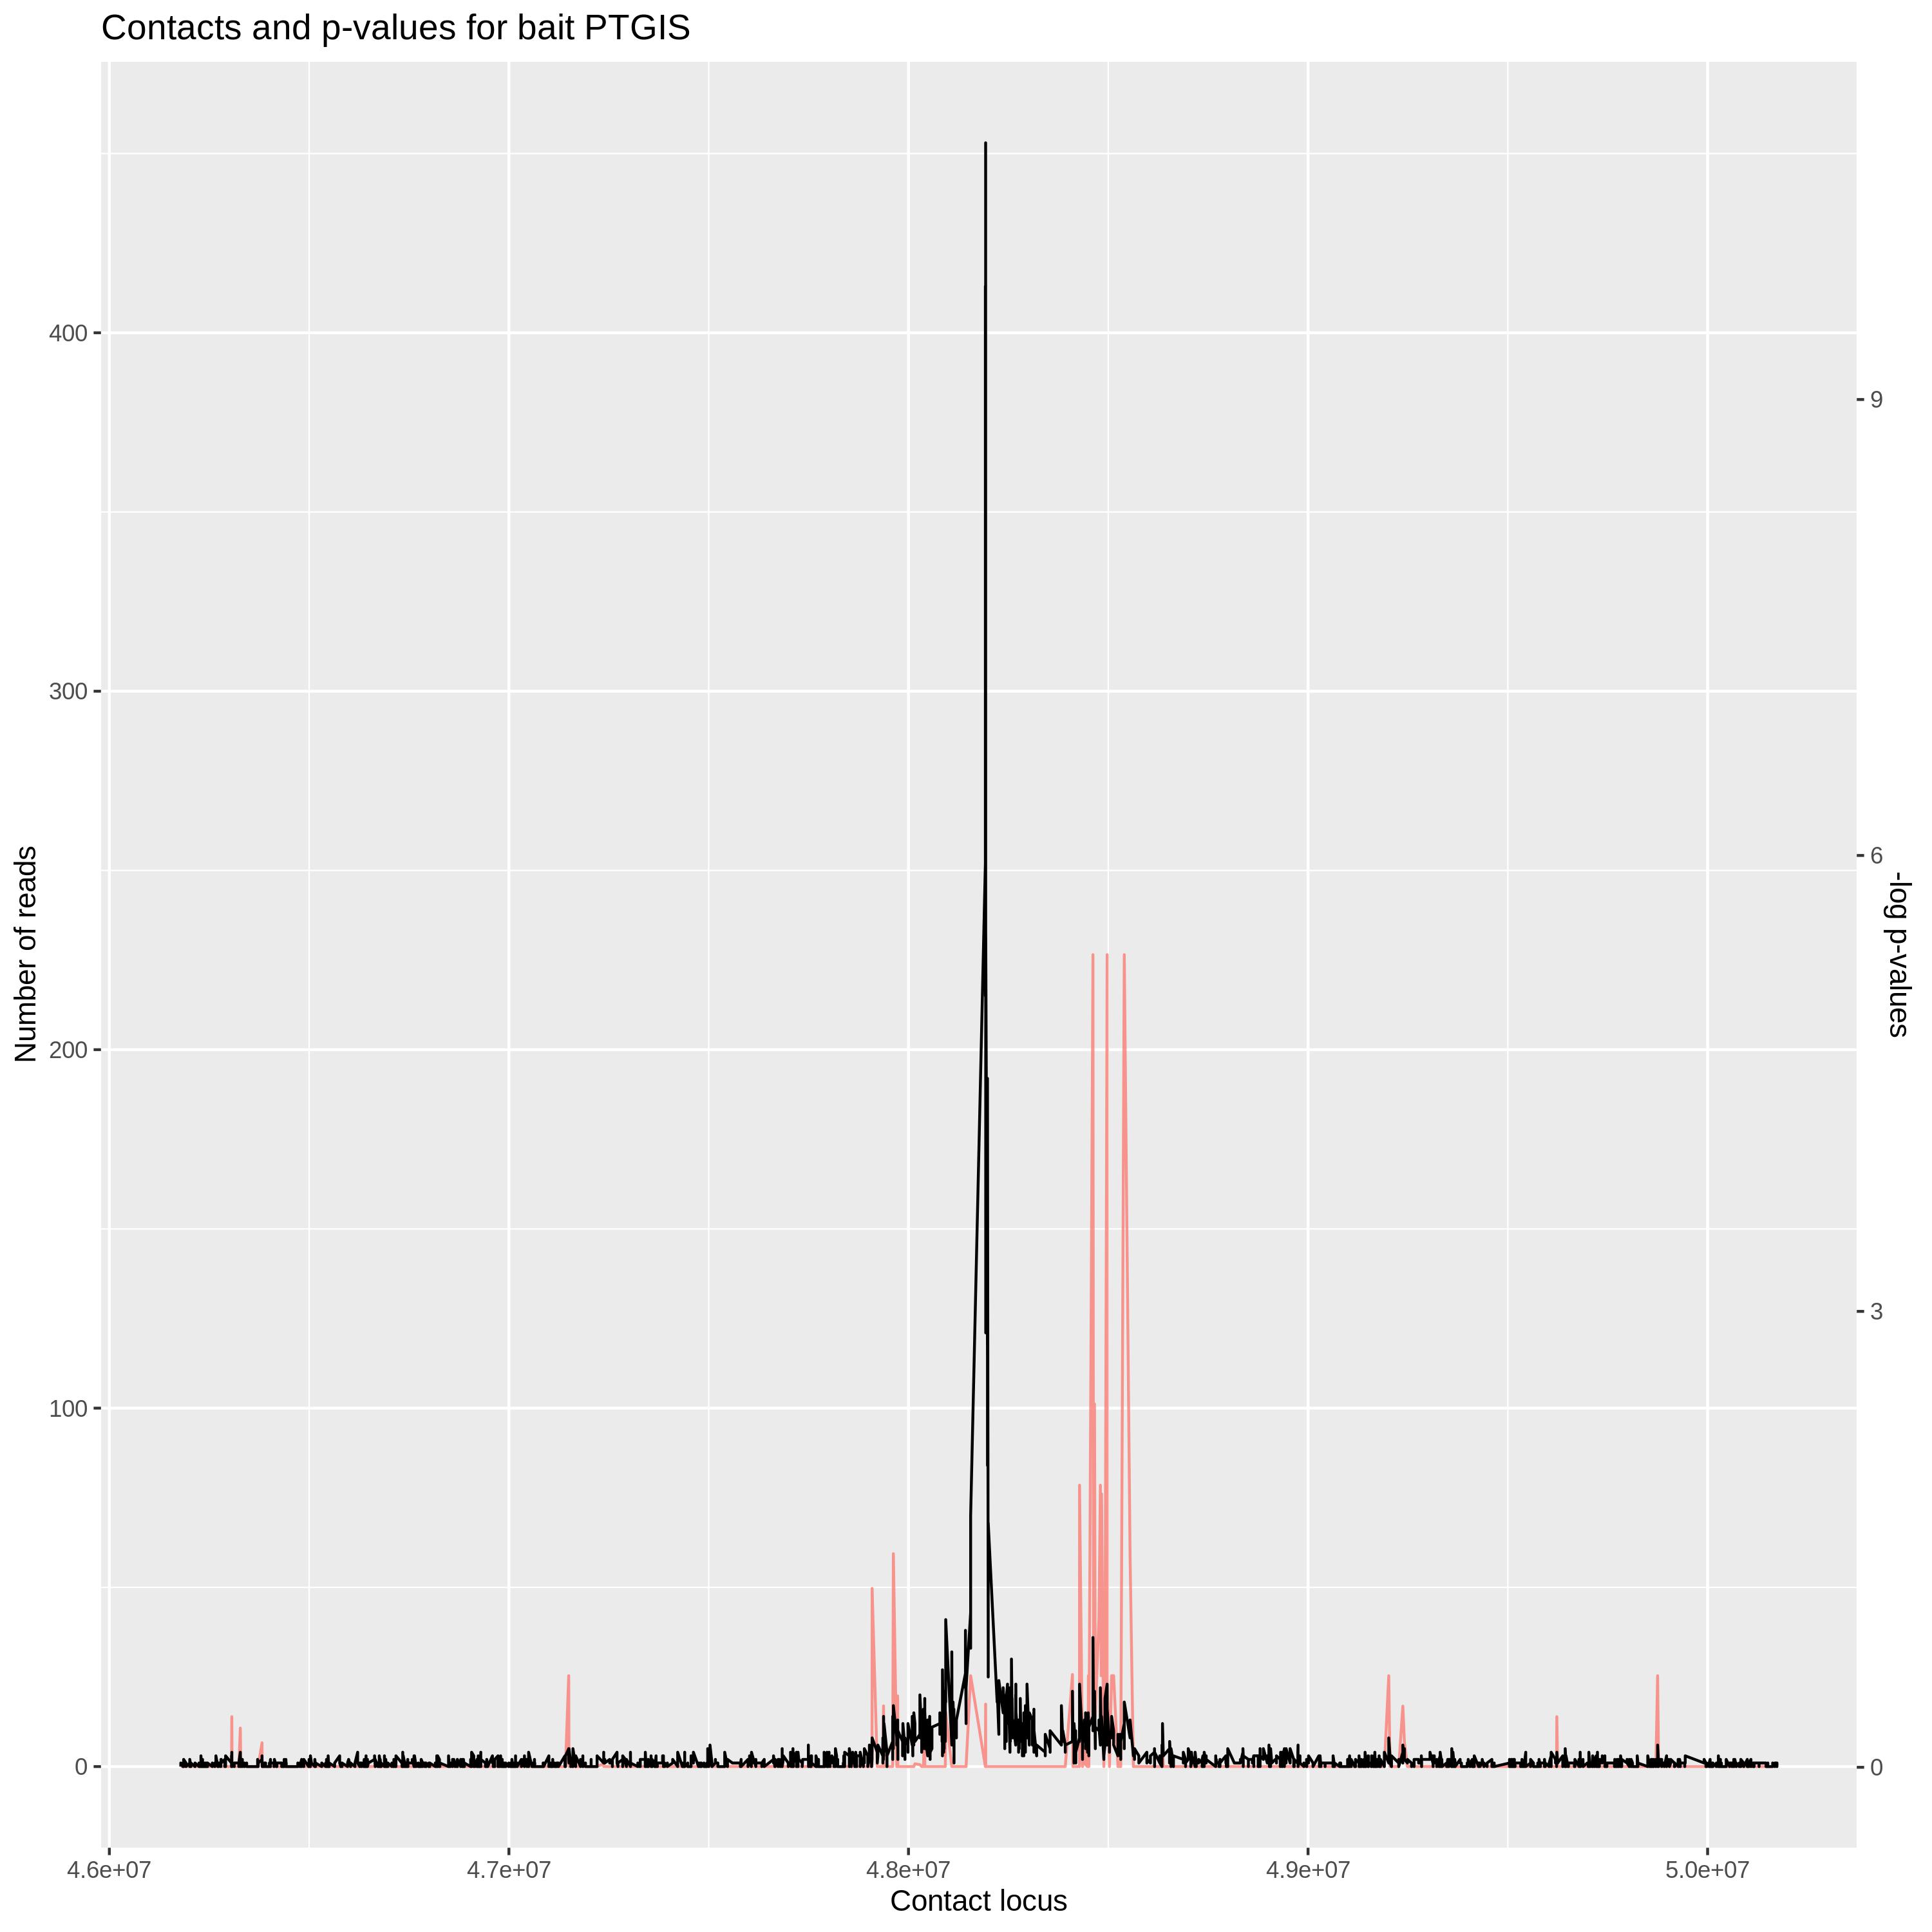 Contacts and p-values for bait PTGIS
400
300
200
100
0
Number of reads
9
6
3
0
-log p-values
4.6e+07 4.7e+07 4.8e+07 4.9e+07 5.0e+07
Contact locus